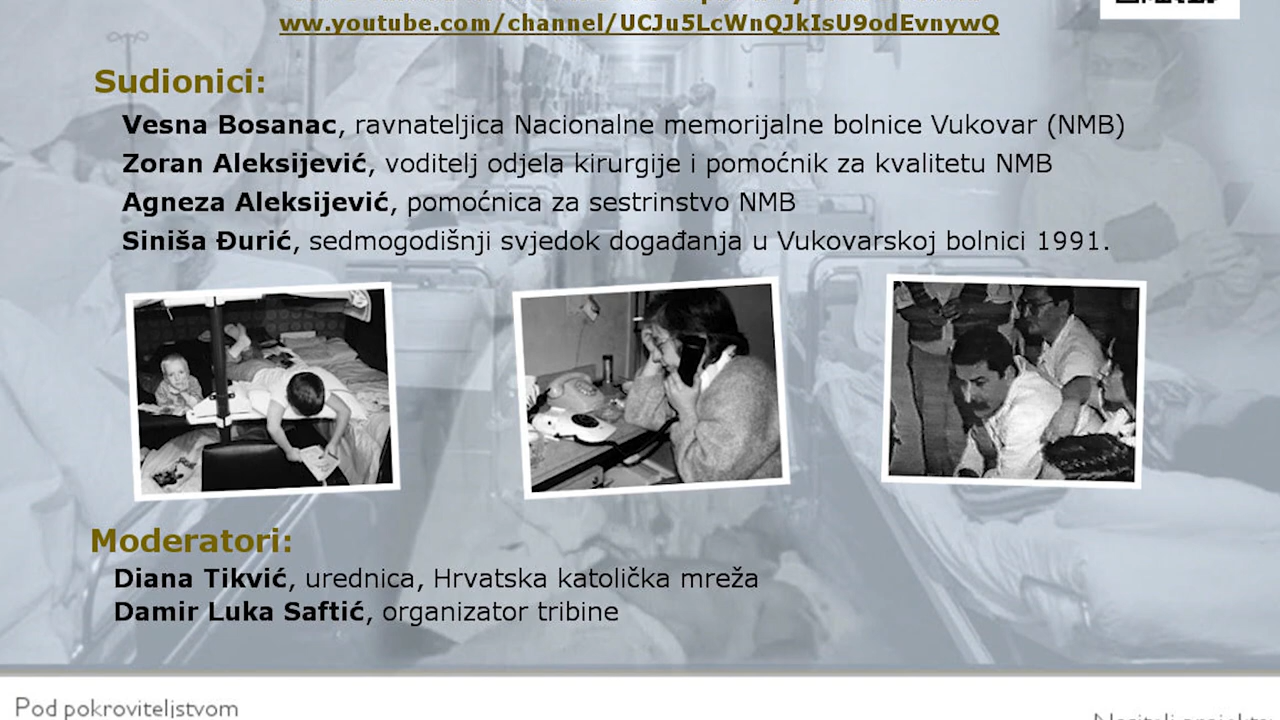 ww.youtube.com/channel/UCJu5LcWnQJkIsU9odEvnywQ
Sudionici:
Vesna Bosanac, ravnateljica Nacionalne memorijalne bolnice Vukovar (NMB)
Zoran Aleksijević, voditelj odjela kirurgije i pomoćnik za kvalitetu NMB
Agneza Aleksijević, pomoćnica za sestrinstvo NMB
Siniša Đurić, sedmogodišnji svjedok događanja u Vukovarskoj bolnici 1991.
Moderatori:
Diana Tikvić, urednica, Hrvatska katolička mreža
Damir Luka Saftić, organizator tribine
Pod pokroviteljstvom